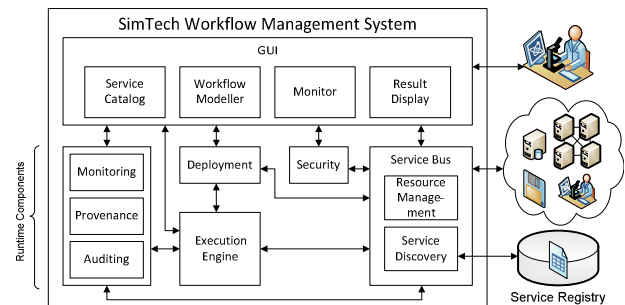 SimTech Workflow Management System
GUI
Service
Catalog
Workflow
Modeller
Monitor
Result
Display
Runtime Components
Monitoring
Provenance
Auditing
Deployment
Execution
Engine
Security
Service Bus
Resource
Manage-
ment
Service
Discovery
Service Registry